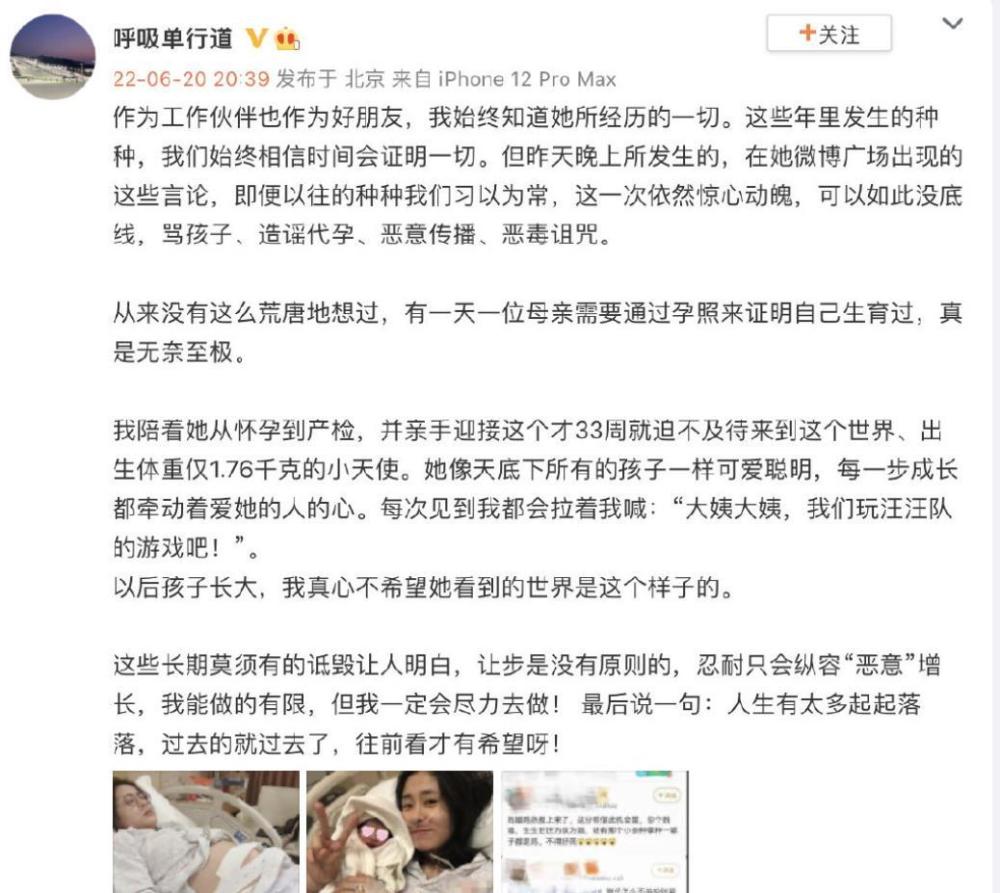 呼吸单行道
+关注
22-06-20 20:39 发布于 北京 来自 iPhone 12 Pro Max
作为工作伙伴也作为好朋友，我始终知道她所经历的一切。这些年里发生的种
种，我们始终相信时间会证明一切。但昨天晚上所发生的，在她微博广场出现的
这些言论，即便以往的种种我们习以为常，这一次依然惊心动魄，可以如此没底
线，骂孩子、造谣代孕、恶意传播、恶毒诅咒。
从来没有这么荒唐地想过，有一天一位母亲需要通过孕照来证明自己生育过，真
是无奈至极。
我陪着她从怀孕到产检，并亲手迎接这个才33周就迫不及待来到这个世界、出
生体重仅1.76千克的小天使。她像天底下所有的孩子一样可爱聪明，每一步成长
都牵动着爱她的人的心。每次见到我都会拉着我喊：“大姨大姨，我们玩汪汪队
的游戏吧！”。
以后孩子长大，我真心不希望她看到的世界是这个样子的。
这些长期莫须有的诋毁让人明白，让步是没有原则的，忍耐只会纵容“恶意”增
长，我能做的有限，但我一定会尽力去做！ 最后说一句：人生有太多起起落
落，过去的就过去了，往前看才有希望呀！